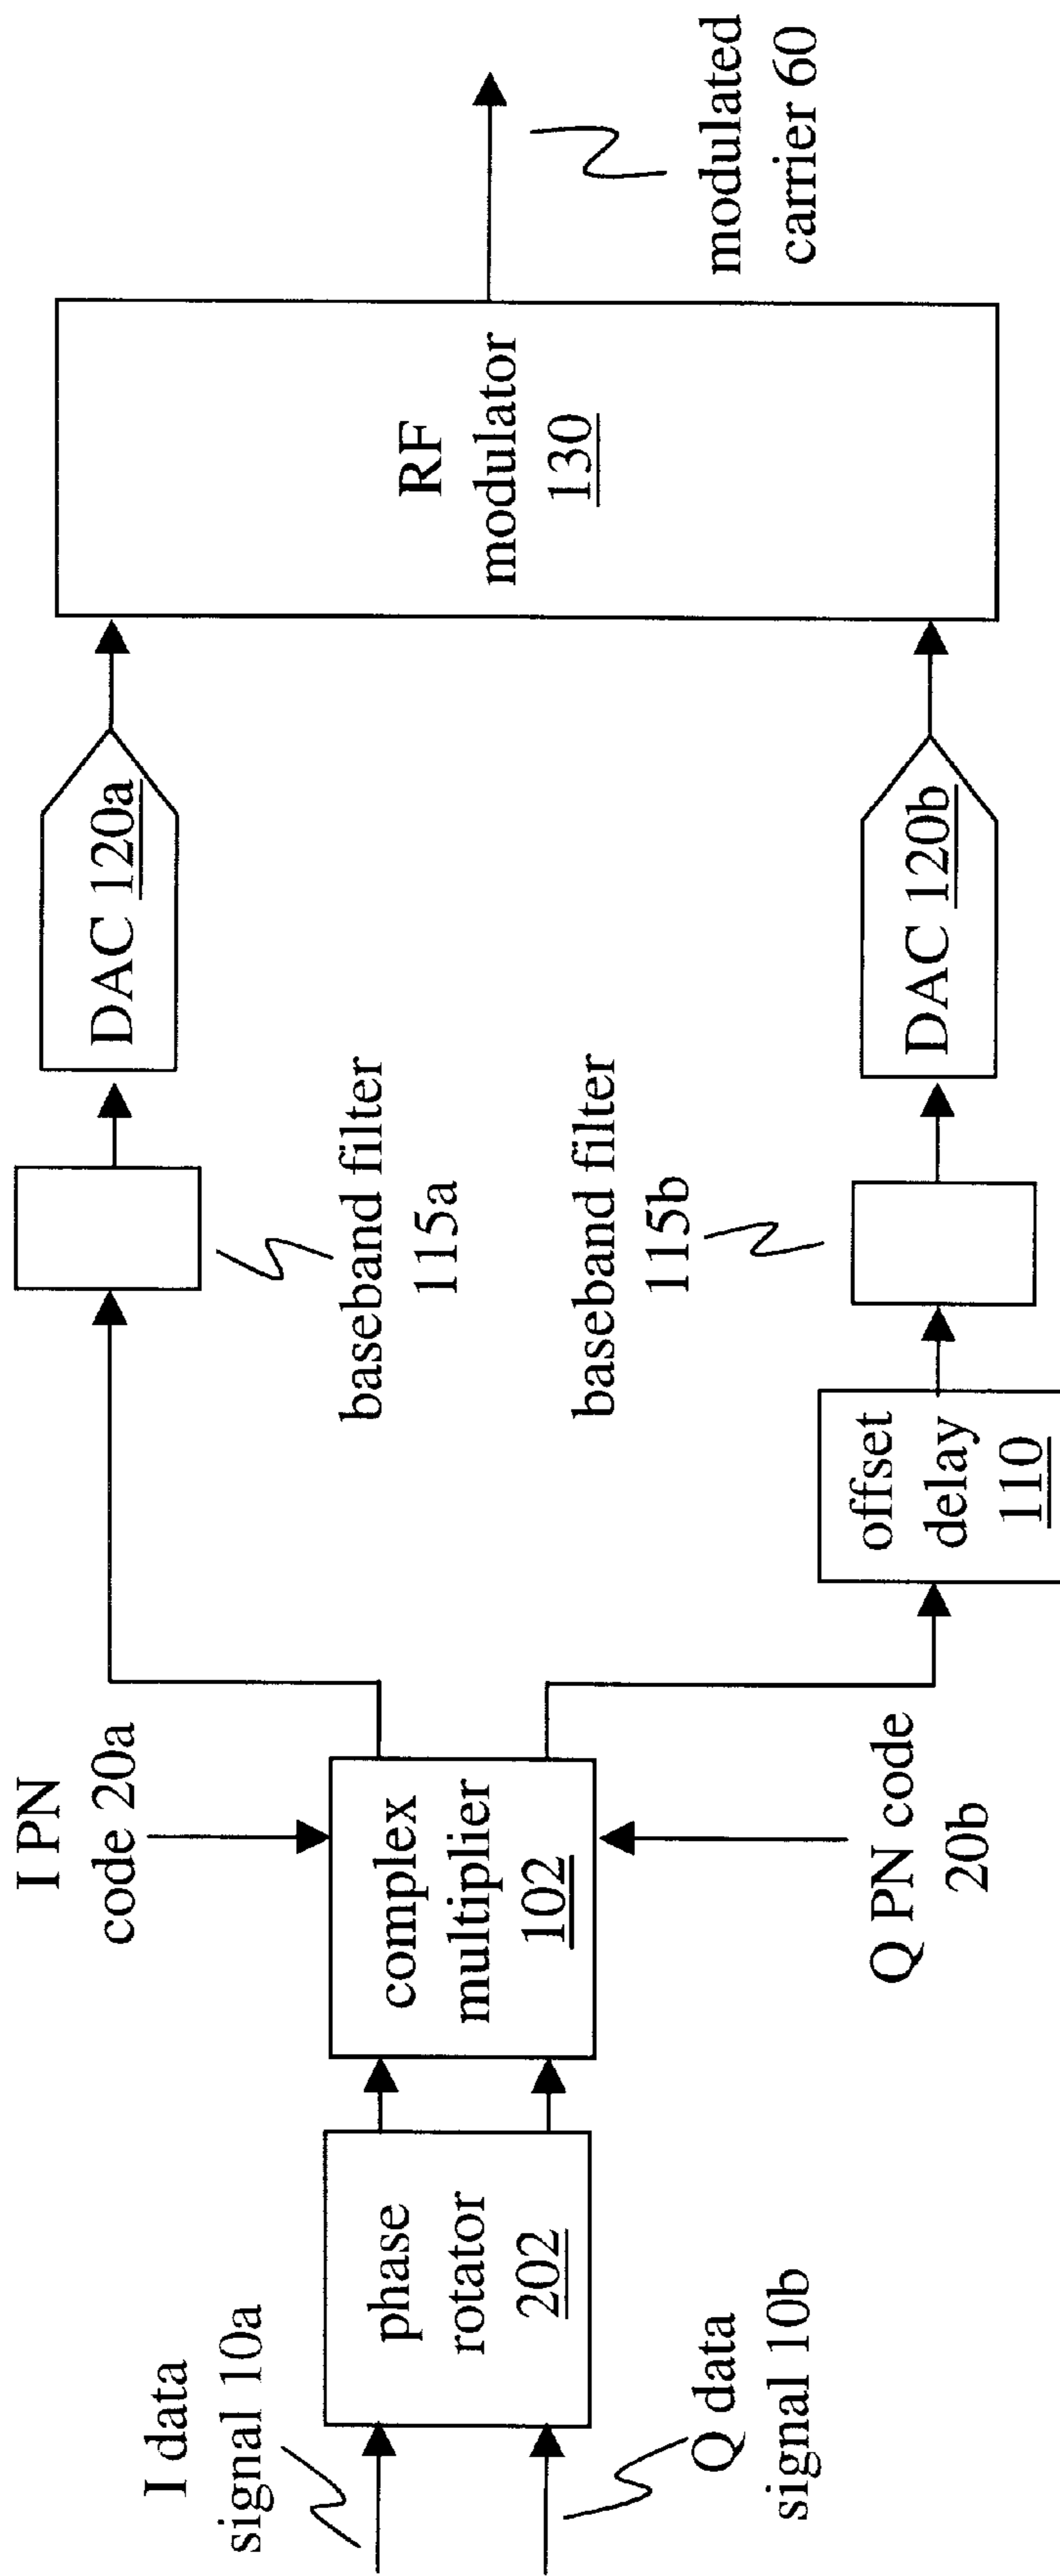 I data
signal 10a
Q data
signal 10b
phase
rotator
202
I PN
code 20a
complex
multiplier
102
Q PN code
20b
offset
delay
110
baseband filter
115a
baseband filter
115b
DAC 120a
DAC 120b
RF
modulator
130
modulated
carrier 60